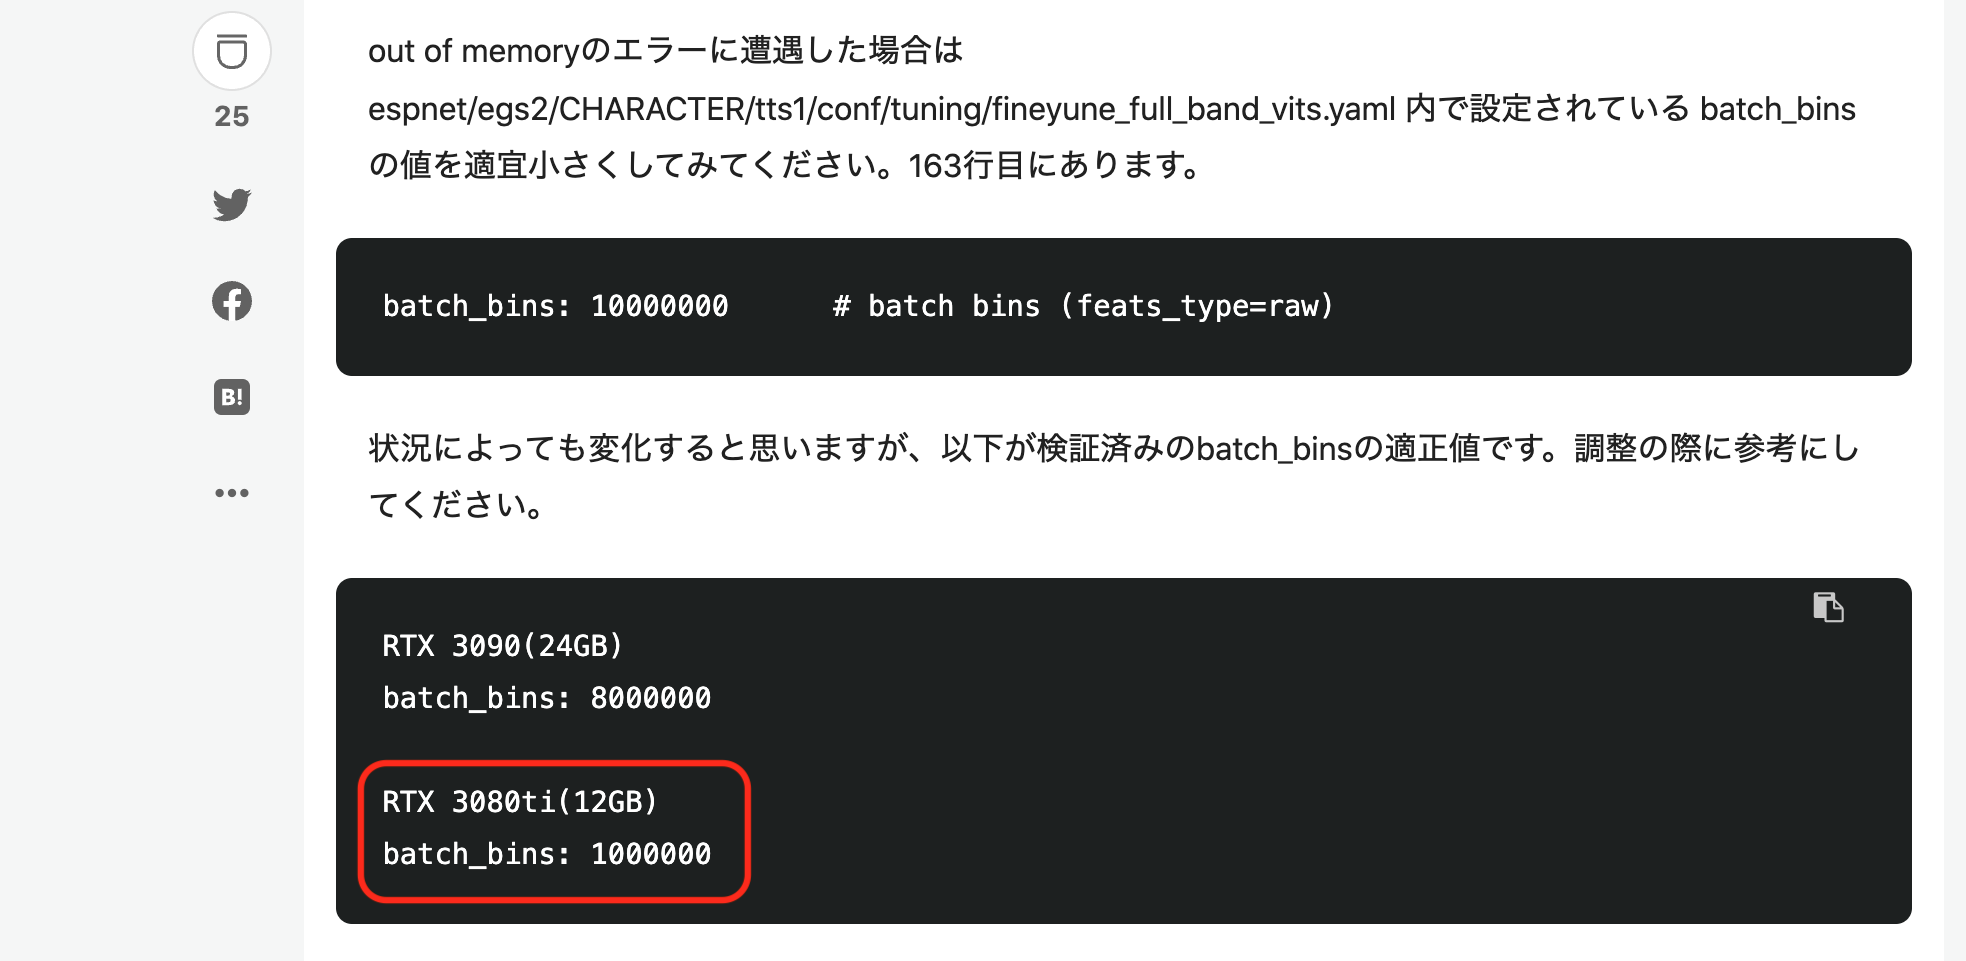 out of memoryのエラーに遭遇した場合は
espnet/egs2/CHARACTER/tts1/conf/tuning/fineyune_full_band_vits.yaml 内で設定されている batch_bins
の値を適宜小さくしてみてください。163行目にあります。
25
B!
batch_bins: 10000000      # batch bins (feats_type=raw)
状況によっても変化すると思いますが、以下が検証済みのbatch_binsの適正値です。調整の際に参考にし
てください。
RTX 3090(24GB)
batch_bins: 8000000
RTX 3080ti(12GB)
batch_bins: 1000000